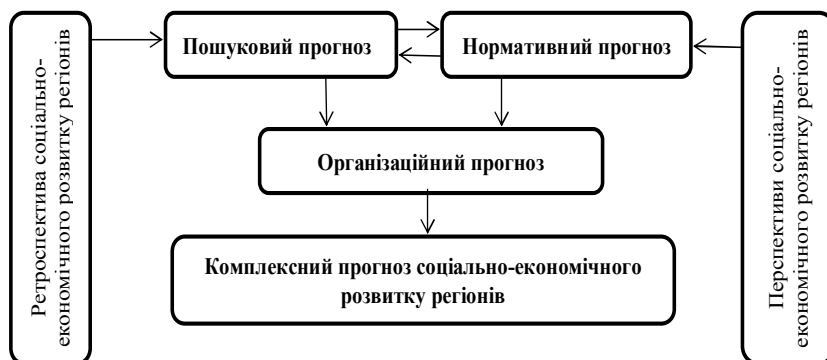 Ретроспектива соціально-
економічного розвитку регіонів
Пошуковий прогноз
Нормативний прогноз
Організаційний прогноз
Комплексний прогноз соціально-економічного
розвитку регіонів
Перспективи соціально-
економічного розвитку регіонів